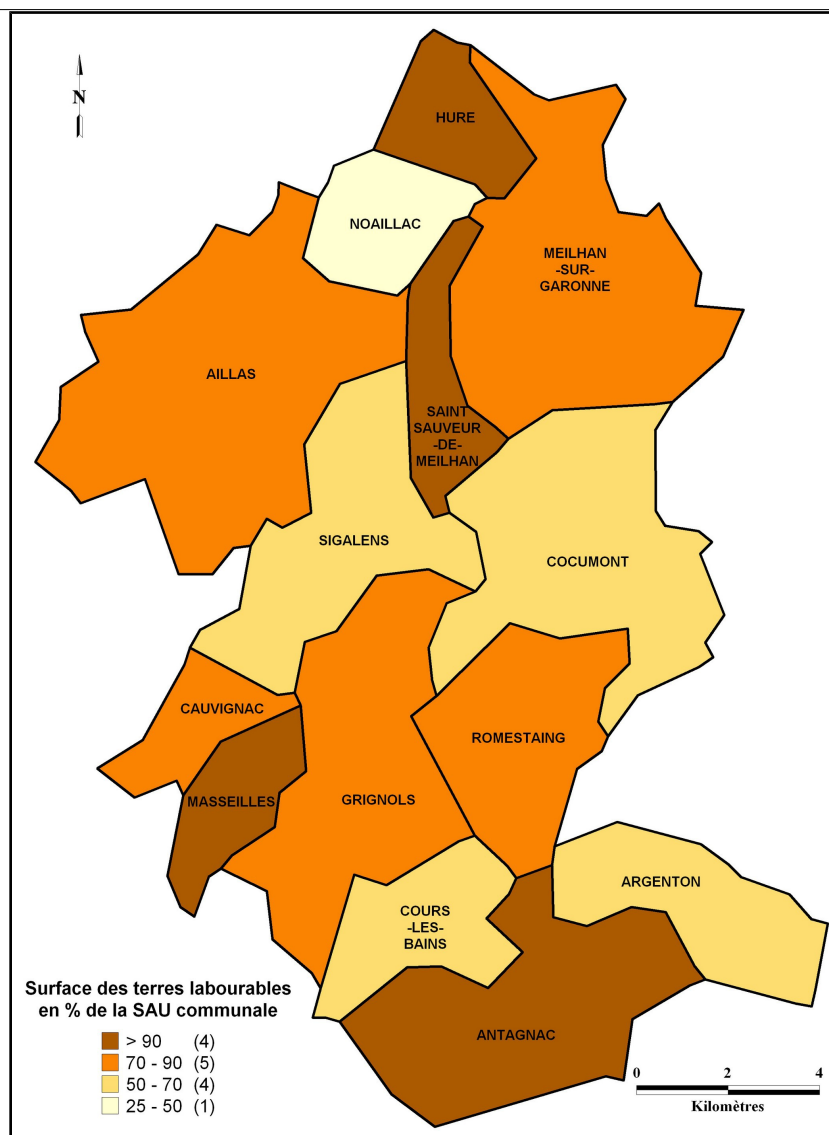 N
HURE
NOAILLAC
MEILHAN
-SUR-
GARONNE
AILLAS
SAINT
SAUVEUR
-DE-
MEILHAN
SIGALENS
COCUMONT
CAUVIGNAC
ROMESTAING
MASSEILLES
GRIGNOLS
ARGENTON
COURS
-LES-
BAINS
ANTAGNAC
Surface des terres labourables
en % de la SAU communale
> 90 (4)
70 - 90 (5)
50 - 70 (4)
25 - 50 (1)
0 2 4
Kilomètres